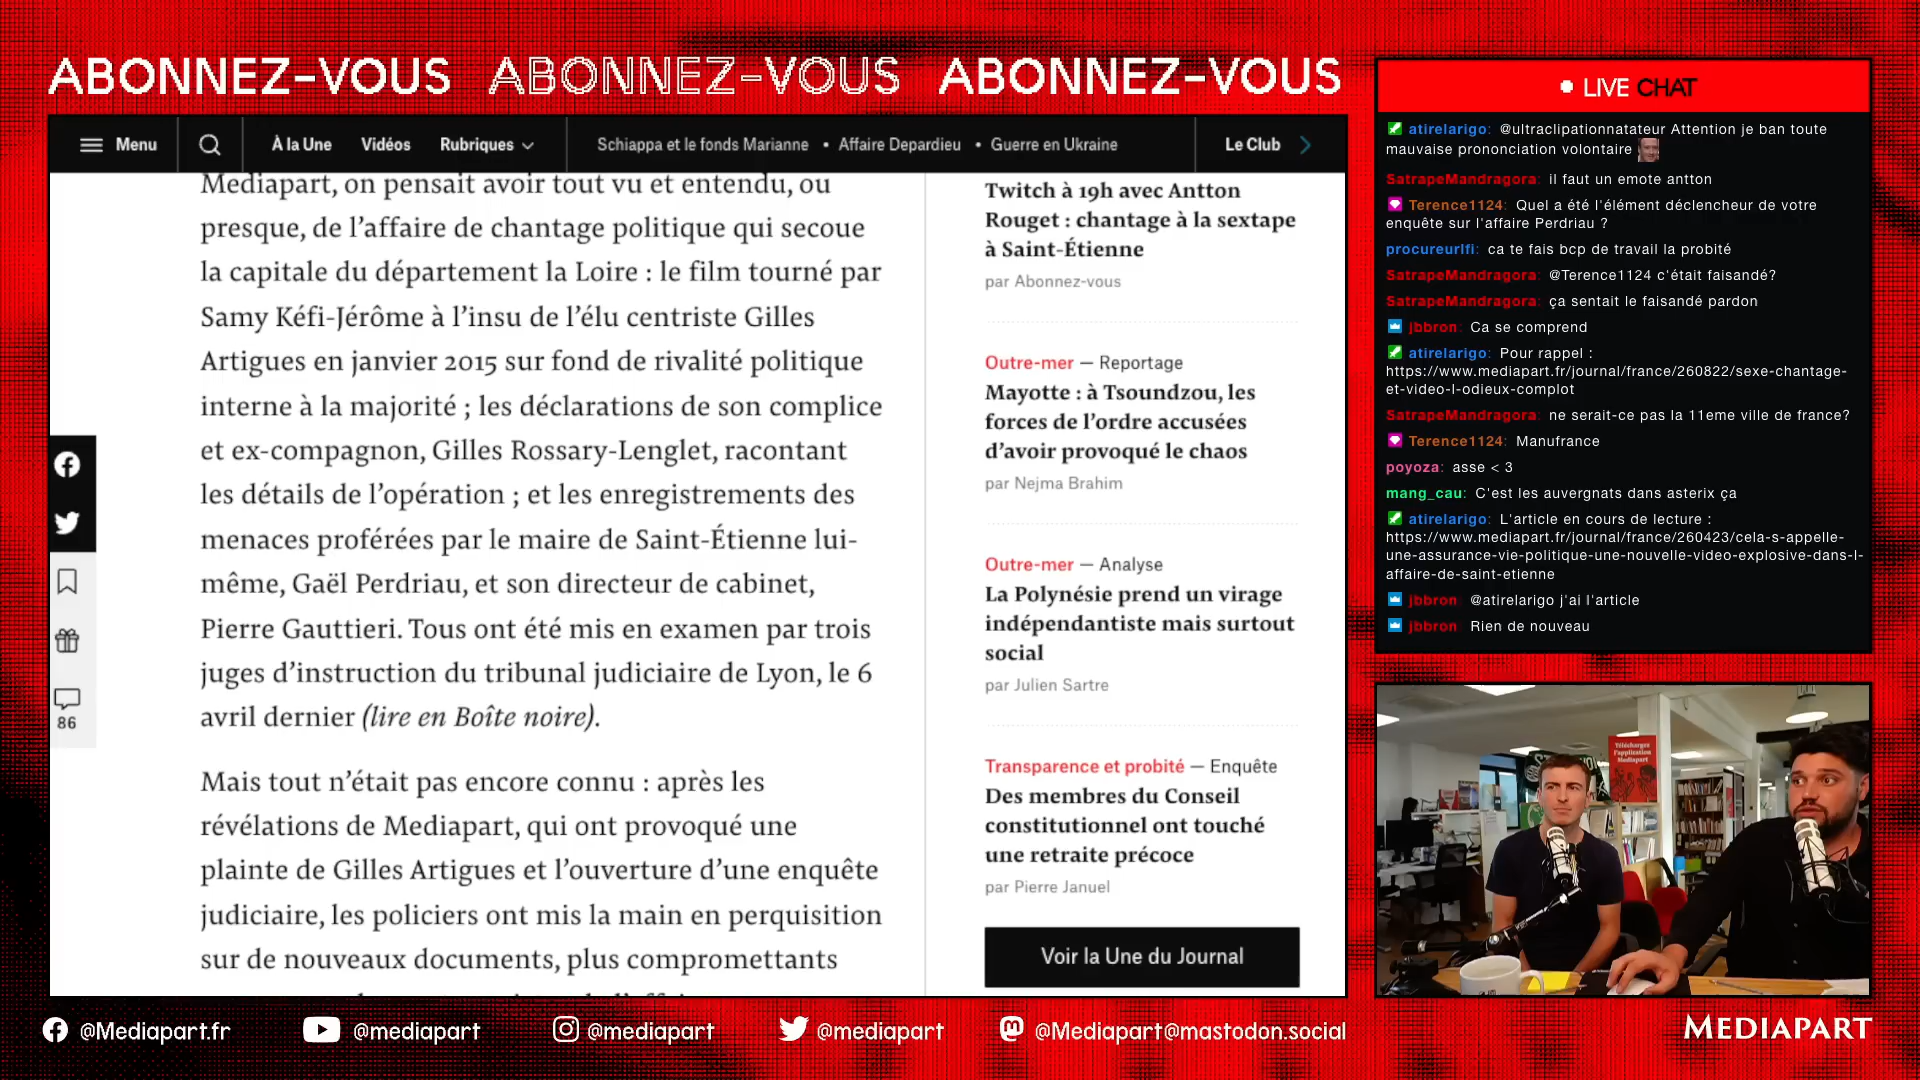 ABONNEZ-VOUS ABONNEZ-VOUS ABONNEZ-VOUS
Menu
À la Une
Vidéos
Rubriques
Schiappa et le fonds Marianne • Affaire Depardieu • Guerre en Ukraine
Le Club
Mediapart, on pensait avoir tout vu et entendu, ou
presque, de l’affaire de chantage politique qui secoue
la capitale du département la Loire : le film tourné par
Samy Kéfi-Jérôme à l’insu de l’élu centriste Gilles
Artigues en janvier 2015 sur fond de rivalité politique
interne à la majorité ; les déclarations de son complice
et ex-compagnon, Gilles Rossary-Lenglet, racontant
les détails de l’opération ; et les enregistrements des
menaces proférées par le maire de Saint-Étienne lui-
même, Gaël Perdriau, et son directeur de cabinet,
Pierre Gauttieri. Tous ont été mis en examen par trois
juges d’instruction du tribunal judiciaire de Lyon, le 6
avril dernier (lire en Boîte noire).
Mais tout n’était pas encore connu : après les
révélations de Mediapart, qui ont provoqué une
plainte de Gilles Artigues et l’ouverture d’une enquête
judiciaire, les policiers ont mis la main en perquisition
sur de nouveaux documents, plus compromettants
86
Twitch à 19h avec Antton
Rouget : chantage à la sextape
à Saint-Étienne
par Abonnez-vous
Outre-mer — Reportage
Mayotte : à Tsoundzou, les
forces de l’ordre accusées
d’avoir provoqué le chaos
par Nejma Brahim
Outre-mer — Analyse
La Polynésie prend un virage
indépendantiste mais surtout
social
par Julien Sartre
Transparence et probité — Enquête
Des membres du Conseil
constitutionnel ont touché
une retraite précoce
par Pierre Januel
Voir la Une du Journal
LIVE CHAT
atirelarigo: @ultraclipationnatateur Attention je ban toute
mauvaise prononciation volontaire
SatrapeMandragora: il faut un emote antton
Terence1124: Quel a été l'élément déclencheur de votre
enquête sur l'affaire Perdriau ?
procureurlfi: ca te fais bcp de travail la probité
SatrapeMandragora: @Terence1124 c'était faisandé?
SatrapeMandragora: ça sentait le faisandé pardon
jbbron: Ca se comprend
atirelarigo: Pour rappel :
https://www.mediapart.fr/journal/france/260822/sexe-chantage-
et-video-l-odieux-complot
SatrapeMandragora: ne serait-ce pas la 11eme ville de france?
Terence1124: Manufrance
poyoza: asse < 3
mang_cau: C'est les auvergnats dans asterix ça
atirelarigo: L'article en cours de lecture :
https://www.mediapart.fr/journal/france/260423/cela-s-appelle-
une-assurance-vie-politique-une-nouvelle-video-explosive-dans-l-
affaire-de-saint-etienne
jbbron: @atirelarigo j'ai l'article
jbbron: Rien de nouveau
Téléchargez
l'application
Mediapart
@Mediapart.fr
@mediapart
@mediapart
@mediapart
@Mediapart@mastodon.social
MEDIAPART